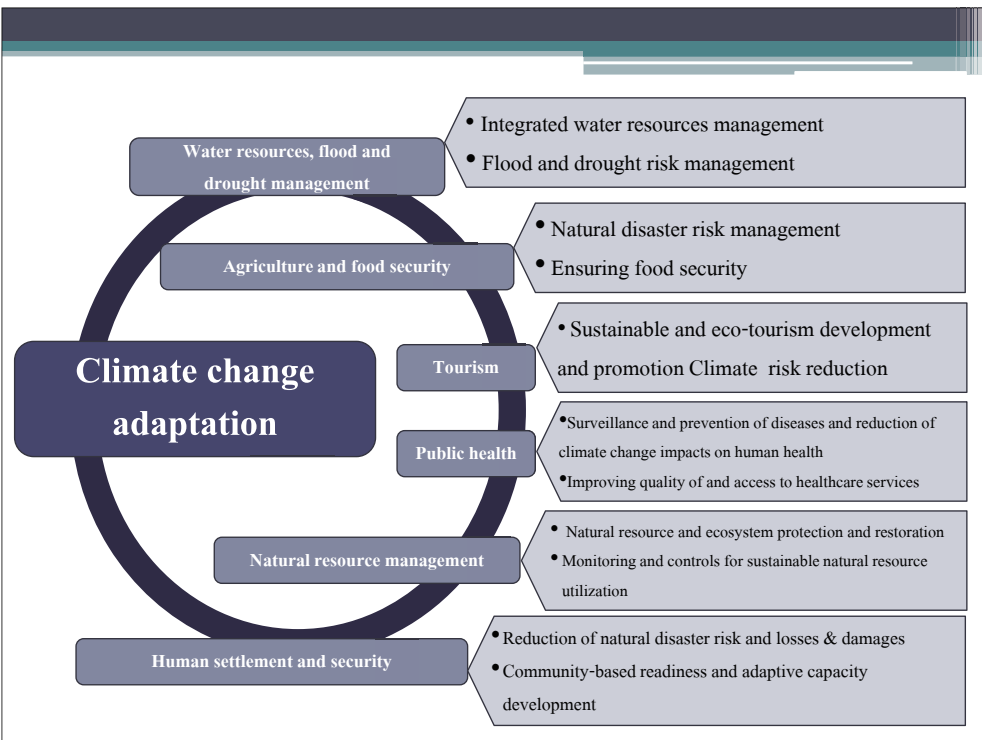 Water resources, flood and
drought management
• Integrated water resources management
• Flood and drought risk management
Agriculture and food security
• Natural disaster risk management
• Ensuring food security
Climate change
adaptation
Tourism
• Sustainable and eco-tourism development
and promotion Climate risk reduction
Public health
•Surveillance and prevention of diseases and reduction of
climate change impacts on human health
•Improving quality of and access to healthcare services
Natural resource management
• Natural resource and ecosystem protection and restoration
• Monitoring and controls for sustainable natural resource
utilization
Human settlement and security
• Reduction of natural disaster risk and losses & damages
• Community-based readiness and adaptive capacity
development